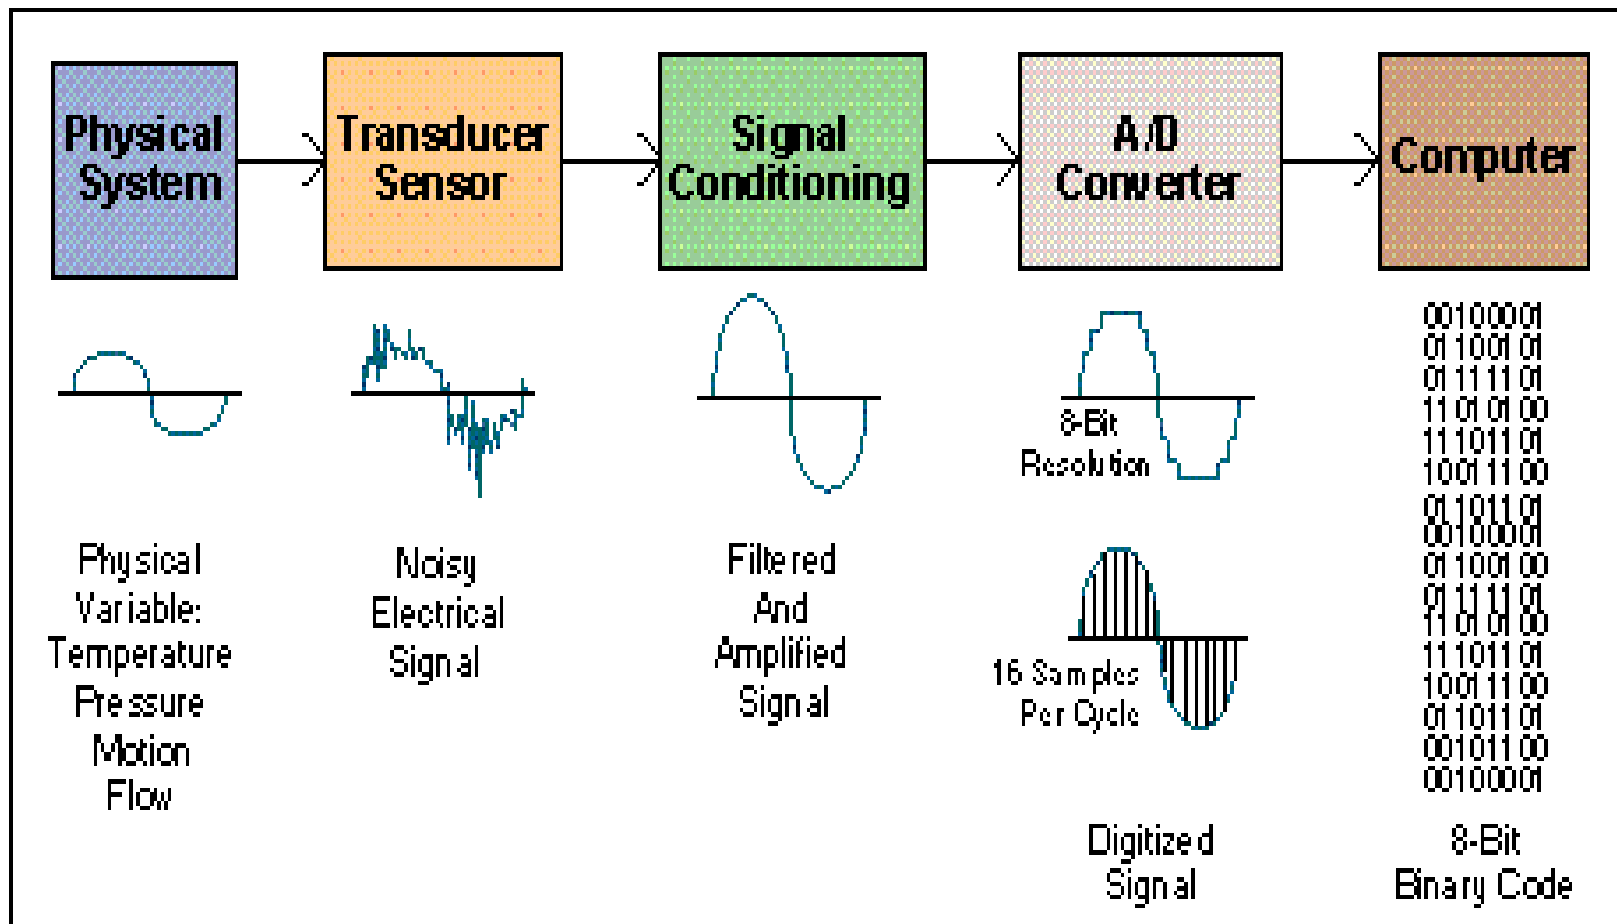 Physical
System
Transducer
Sensor
Signal
Conditioning
A/D
Converter
Computer
Physical
Variable:
Temperature
Pressure
Motion
Flow
Noisy
Electrical
Signal
Filtered
And
Amplified
Signal
8-Bit
Resolution
16 Samples
Per Cycle
Digitized
Signal
00100001
01100101
01111101
11010100
11101101
10011100
01101101
00100001
01100100
01111101
11010100
11101101
10011100
01101101
00101100
00100001
8-Bit
Binary Code